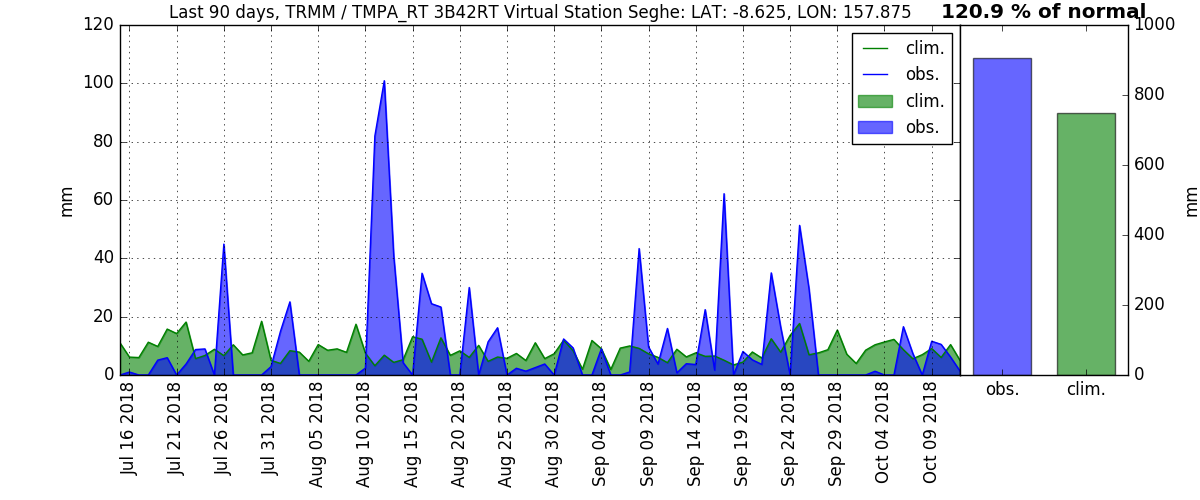 Last 90 days, TRMM / TMPA_RT 3B42RT Virtual Station Seghe: LAT: -8.625, LON: 157.875
120.9 % of normal
120
100
80
60
40
20
0
mm
clim.
obs.
clim.
obs.
1000
800
600
400
200
0
mm
Jul 16 2018
Jul 21 2018
Jul 26 2018
Jul 31 2018
Aug 05 2018
Aug 10 2018
Aug 15 2018
Aug 20 2018
Aug 25 2018
Aug 30 2018
Sep 04 2018
Sep 09 2018
Sep 14 2018
Sep 19 2018
Sep 24 2018
Sep 29 2018
Oct 04 2018
Oct 09 2018
obs.
clim.